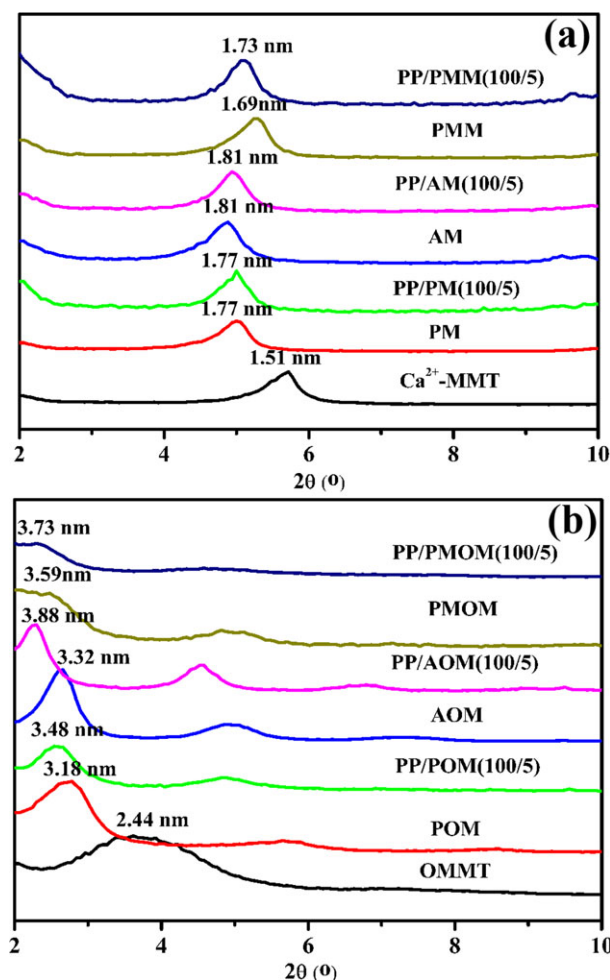 (a)
1.73 nm
PP/PMM(100/5)
1.69nm
PMM
1.81 nm
PP/AM(100/5)
1.81 nm
AM
1.77 nm
PP/PM(100/5)
1.77 nm
PM
1.51 nm
Ca²⁺-MMT
2 4 6 8 10
2θ (o)
(b)
3.73 nm
PP/PMOM(100/5)
3.59nm
PMOM
3.88 nm
PP/AOM(100/5)
3.32 nm
AOM
3.48 nm
PP/POM(100/5)
3.18 nm
POM
2.44 nm
OMMT
2 4 6 8 10
2θ (o)